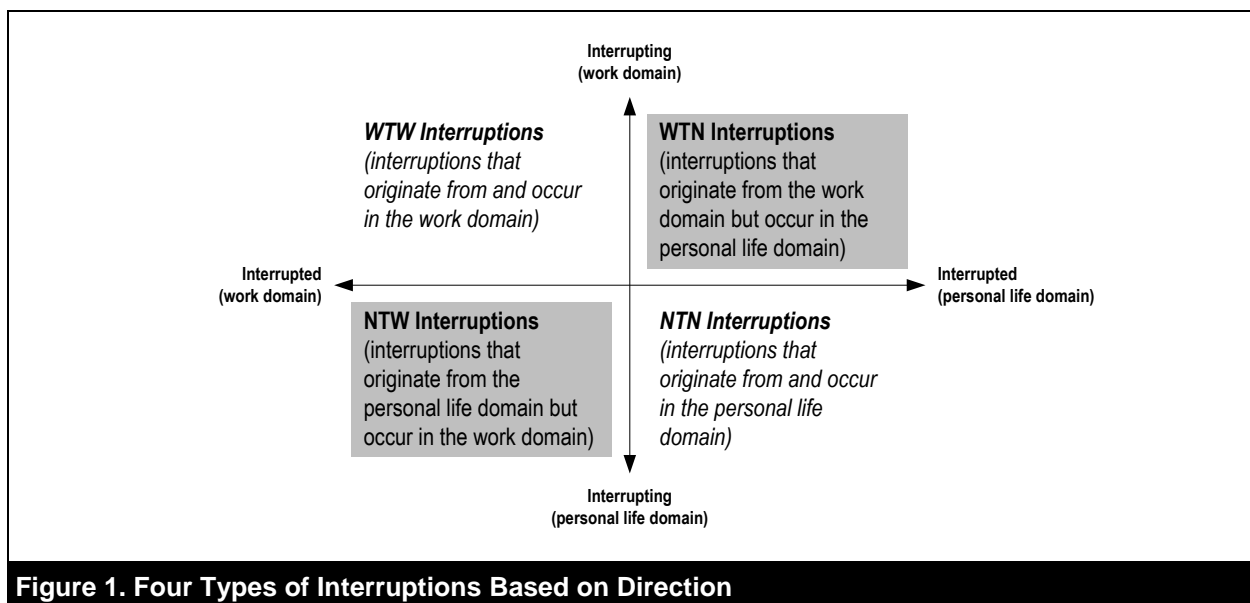 Interrupting
(work domain)
WTW Interruptions
(interruptions that
originate from and occur
in the work domain)
WTN Interruptions
(interruptions that
originate from the work
domain but occur in the
personal life domain)
Interrupted
(work domain)
Interrupted
(personal life domain)
NTW Interruptions
(interruptions that
originate from the
personal life domain but
occur in the work domain)
NTN Interruptions
(interruptions that
originate from and occur
in the personal life
domain)
Interrupting
(personal life domain)
Figure 1. Four Types of Interruptions Based on Direction